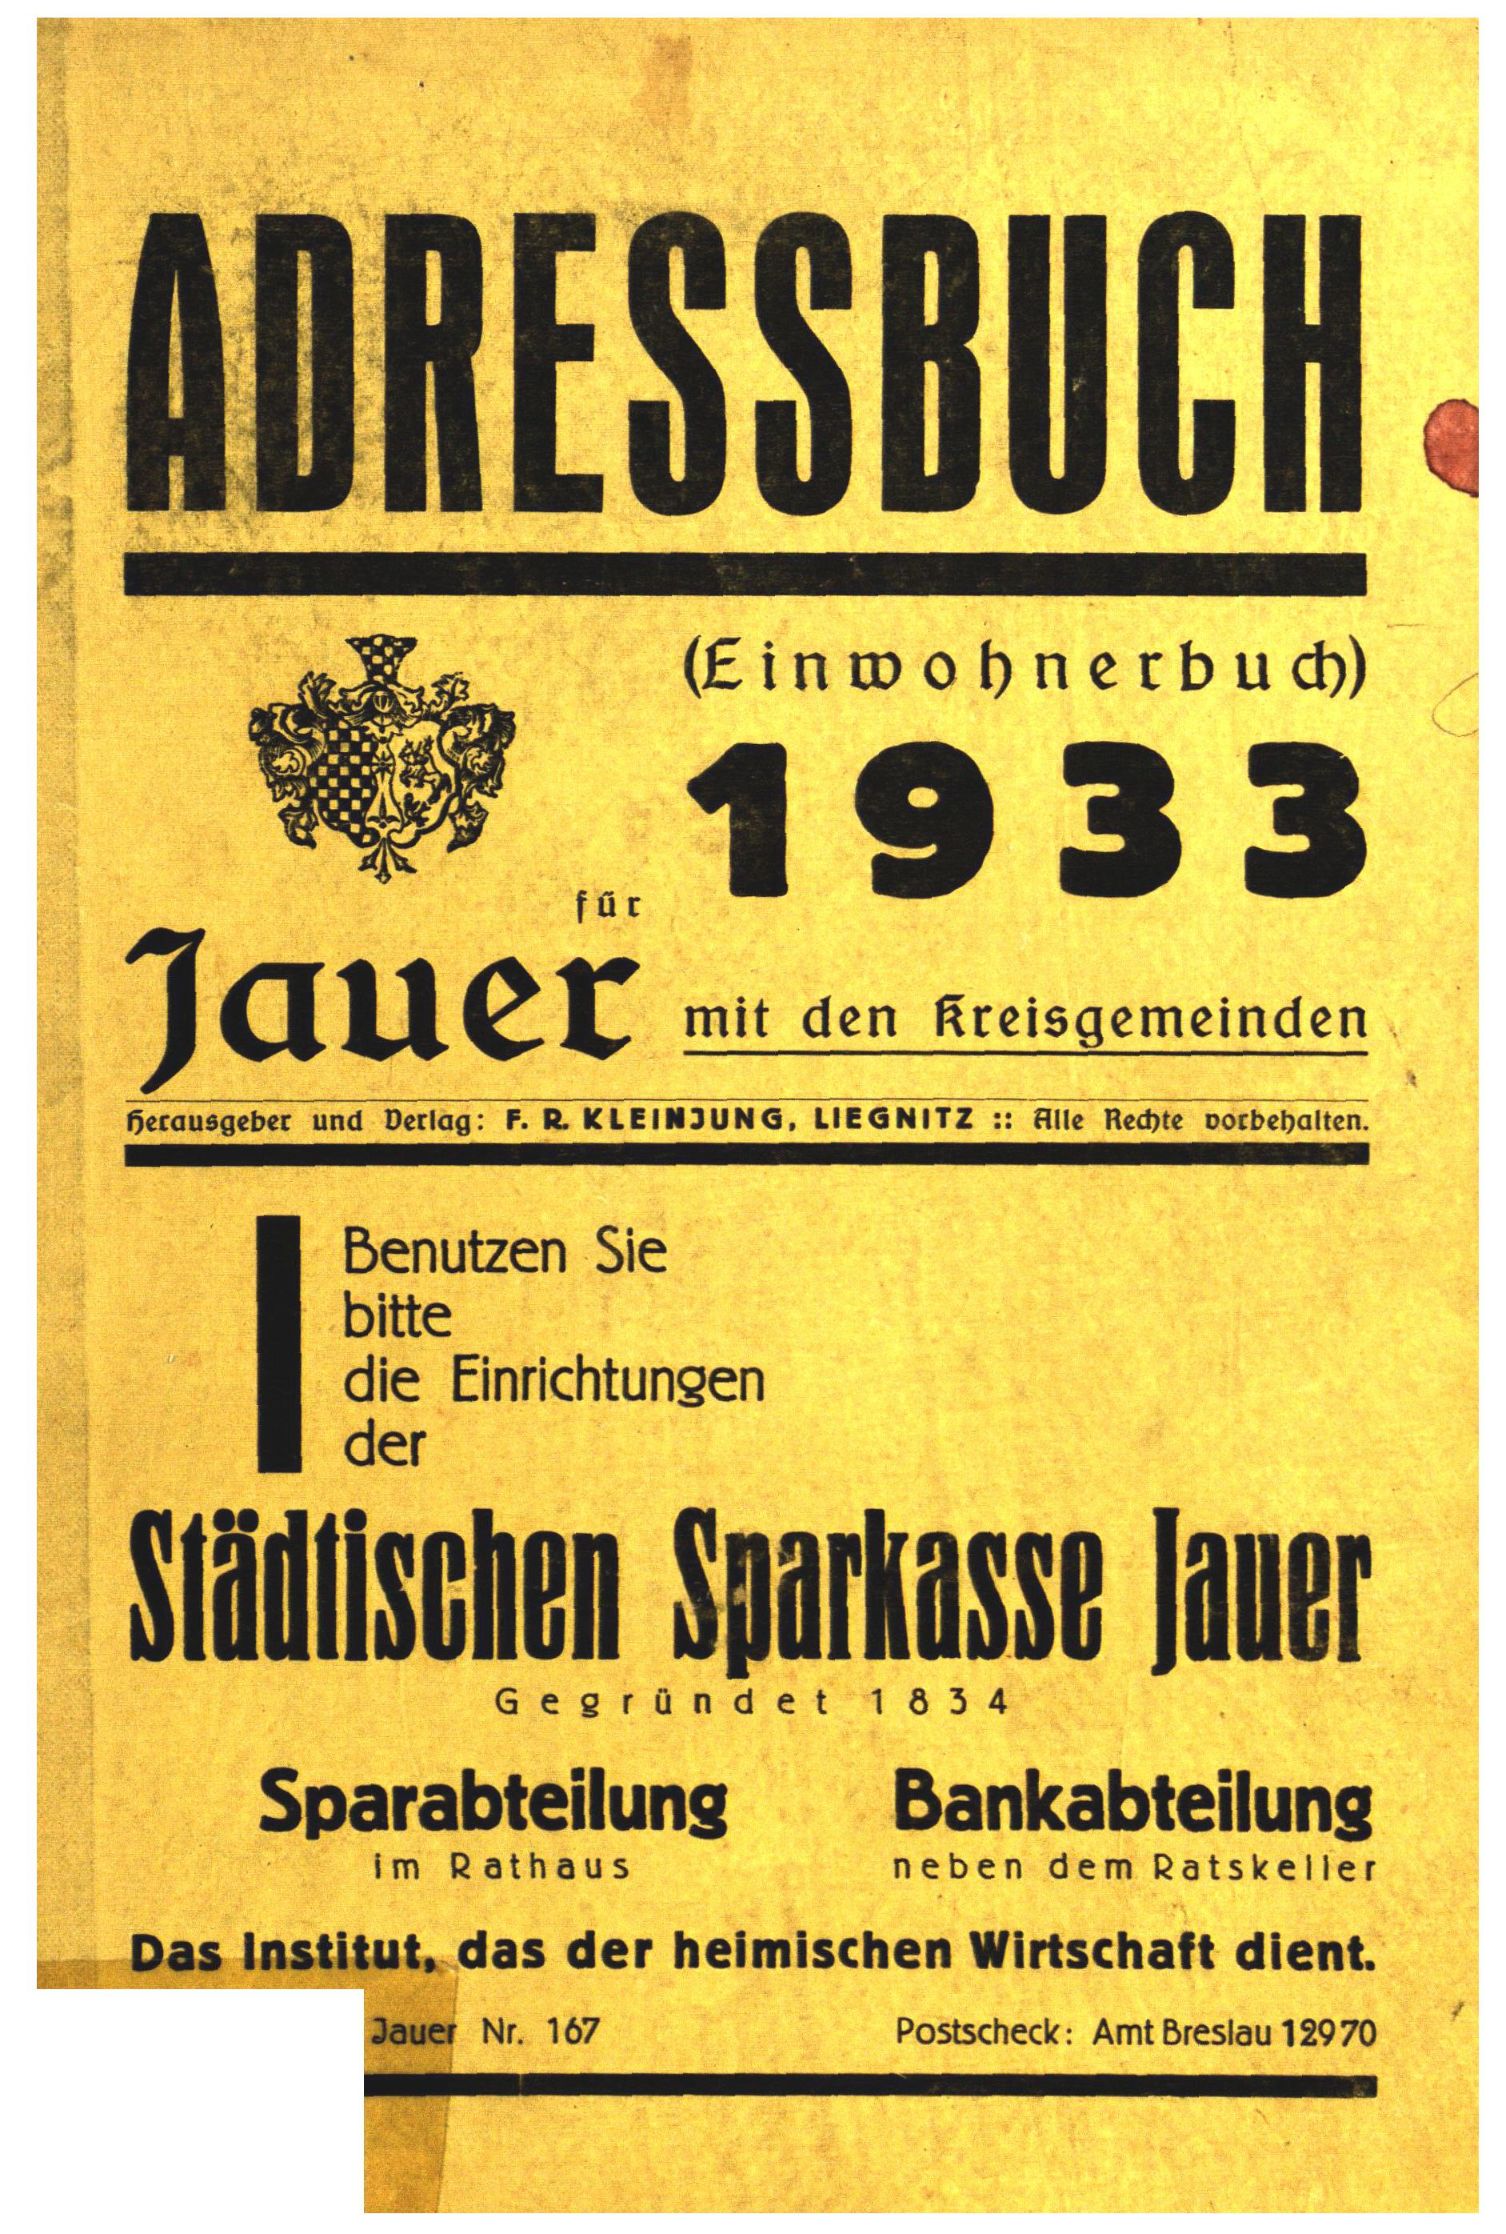 ADRESSBUCH
(Einwohnerbuch)
1933
für
Jauer mit den Kreisgemeinden
Herausgeber und Verlag: F. R. KLEINJUNG, LIEGNITZ :: Alle Rechte vorbehalten.
Benutzen Sie
bitte
die Einrichtungen
der
Städtischen Sparkasse Jauer
Gegründet 1834
Sparabteilung Bankabteilung
im Rathaus neben dem Ratskeller
Das Institut, das der heimischen Wirtschaft dient.
Jauer Nr. 167 Postscheck: Amt Breslau 12970